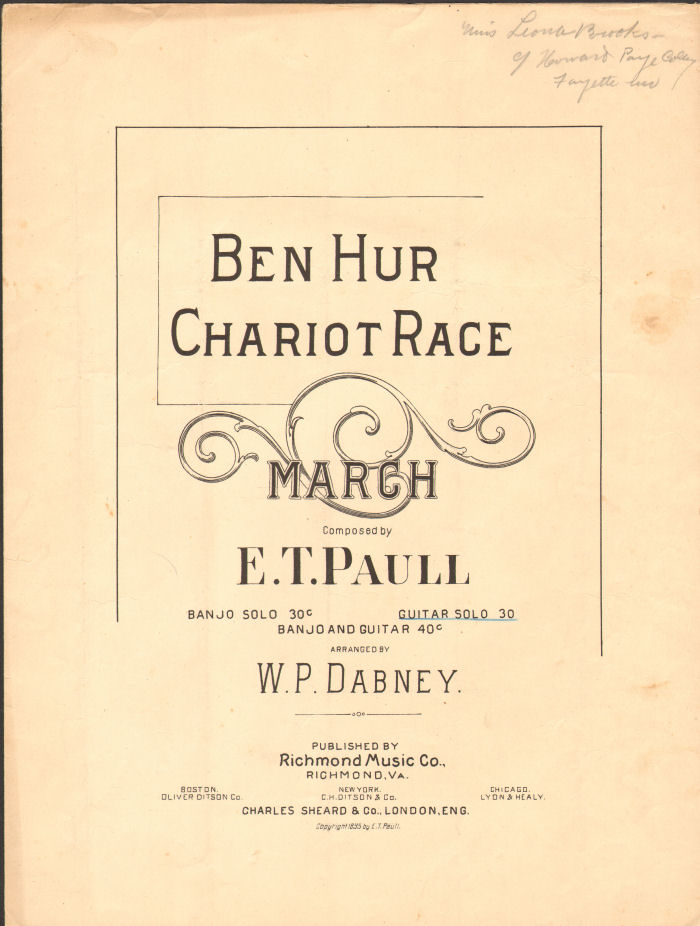 Miss Leona Brooks
of Howard Paye
Fayette
BEN HUR
CHARIOT RACE
MARCH
Composed by
E.T. PAULL
BANJO SOLO 30c GUITAR SOLO 30
BANJO AND GUITAR 40c
ARRANGED BY
W.P. DABNEY.
PUBLISHED BY
Richmond Music Co.,
RICHMOND, VA.
BOSTON. NEW YORK. CHICAGO.
OLIVER DITSON Co. C.H. DITSON & Co. LYON & HEALY.
CHARLES SHEARD & Co., LONDON, ENG.
Copyright 1895 by E.T. Paull.